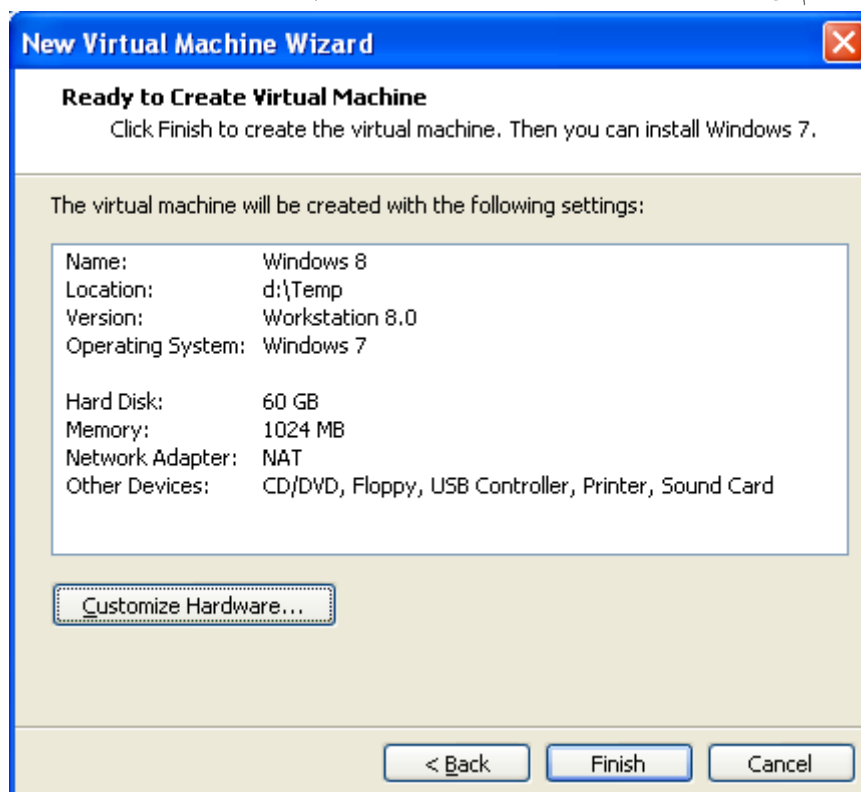 New Virtual Machine Wizard
Ready to Create Virtual Machine
Click Finish to create the virtual machine. Then you can install Windows 7.
The virtual machine will be created with the following settings:
Name: Windows 8
Location: d:\Temp
Version: Workstation 8.0
Operating System: Windows 7
Hard Disk: 60 GB
Memory: 1024 MB
Network Adapter: NAT
Other Devices: CD/DVD, Floppy, USB Controller, Printer, Sound Card
Customize Hardware...
< Back Finish Cancel